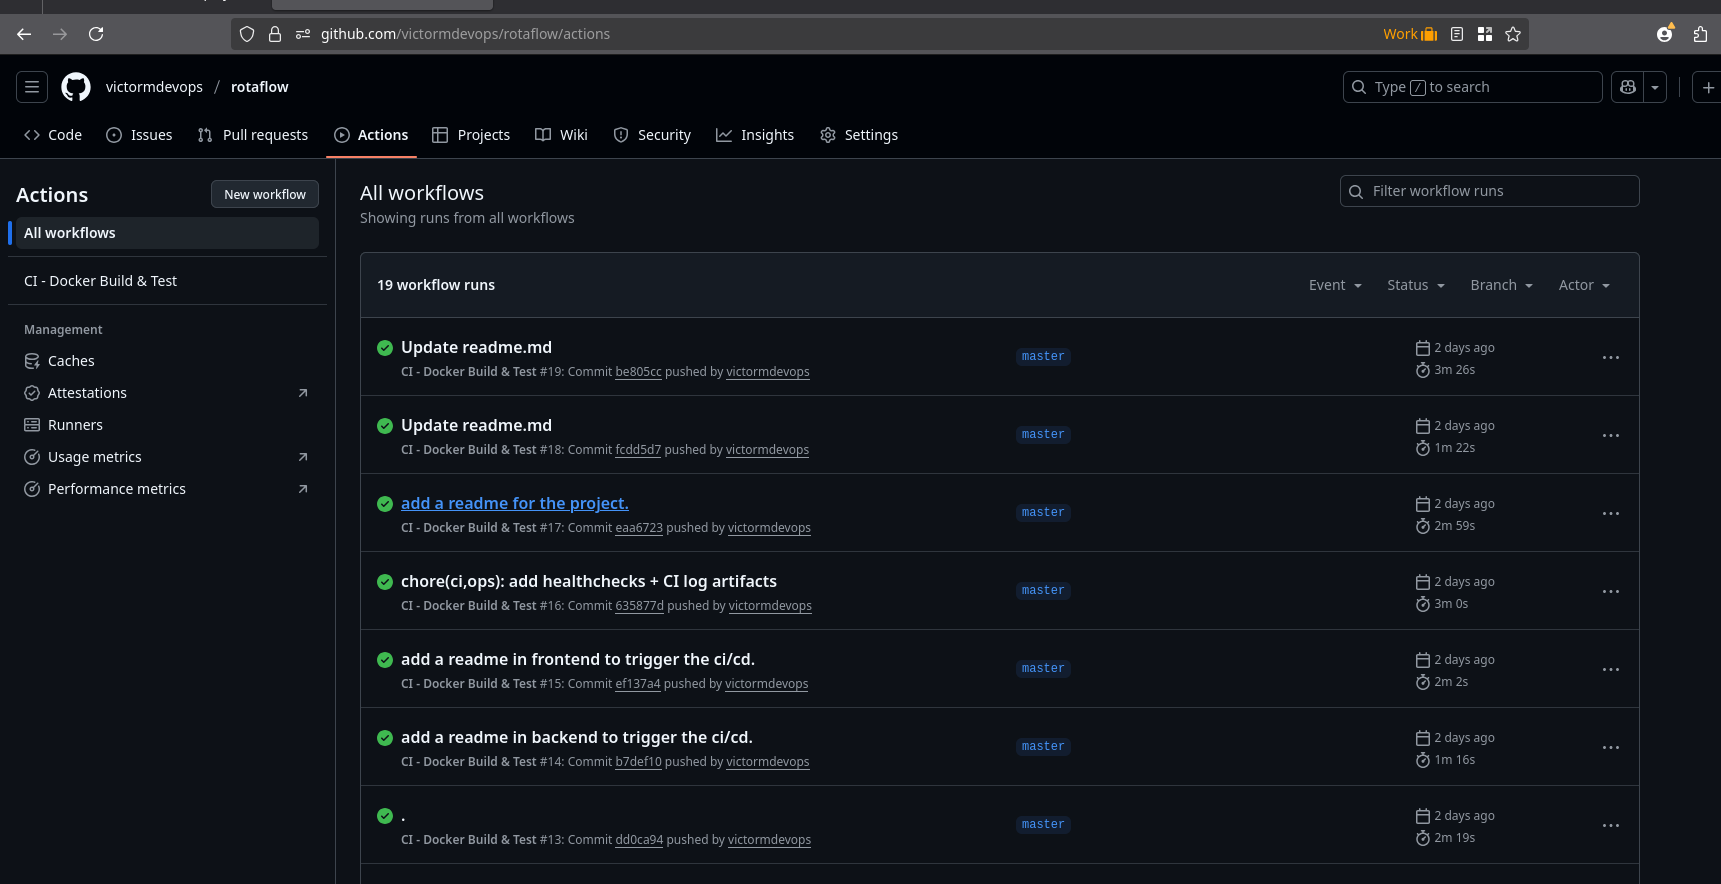 github.com/victormdevops/rotaflow/actions
Work
victormdevops / rotaflow
Type / to search
Code
Issues
Pull requests
Actions
Projects
Wiki
Security
Insights
Settings
Actions
New workflow
All workflows
CI - Docker Build & Test
Management
Caches
Attestations
Runners
Usage metrics
Performance metrics
All workflows
Showing runs from all workflows
Filter workflow runs
19 workflow runs
Event
Status
Branch
Actor
Update readme.md
CI - Docker Build & Test #19: Commit be805cc pushed by victormdevops
master
2 days ago
3m 26s
Update readme.md
CI - Docker Build & Test #18: Commit fcdd5d7 pushed by victormdevops
master
2 days ago
1m 22s
add a readme for the project.
CI - Docker Build & Test #17: Commit eaa6723 pushed by victormdevops
master
2 days ago
2m 59s
chore(ci,ops): add healthchecks + CI log artifacts
CI - Docker Build & Test #16: Commit 635877d pushed by victormdevops
master
2 days ago
3m 0s
add a readme in frontend to trigger the ci/cd.
CI - Docker Build & Test #15: Commit ef137a4 pushed by victormdevops
master
2 days ago
2m 2s
add a readme in backend to trigger the ci/cd.
CI - Docker Build & Test #14: Commit b7def10 pushed by victormdevops
master
2 days ago
1m 16s
.
CI - Docker Build & Test #13: Commit dd0ca94 pushed by victormdevops
master
2 days ago
2m 19s